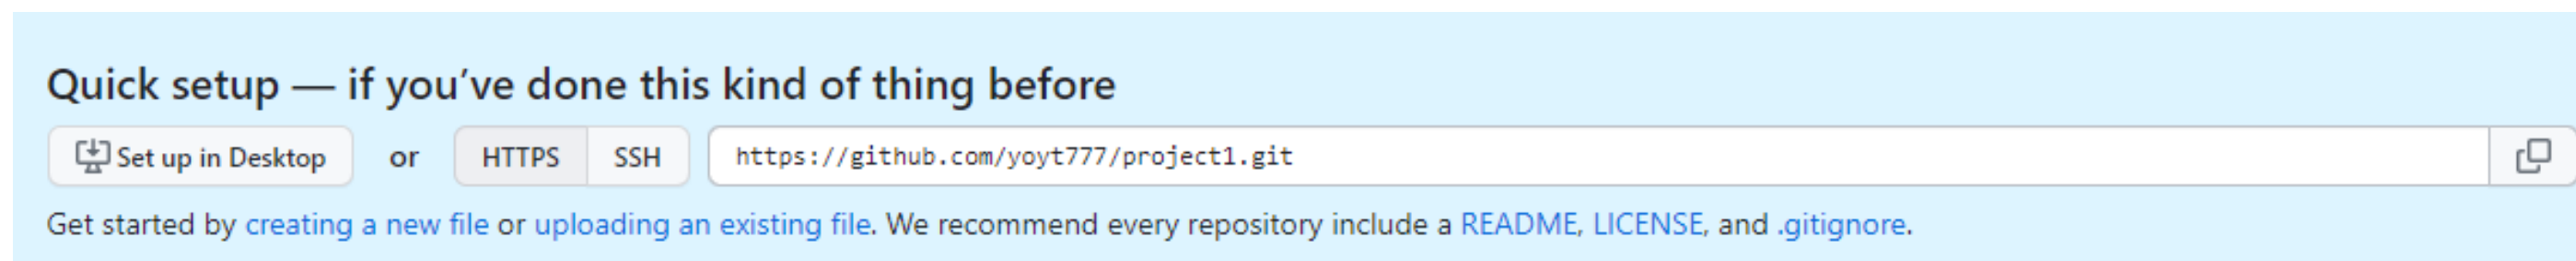 Quick setup — if you’ve done this kind of thing before
Set up in Desktop or HTTPS SSH https://github.com/yoyt777/project1.git
Get started by creating a new file or uploading an existing file. We recommend every repository include a README, LICENSE, and .gitignore.